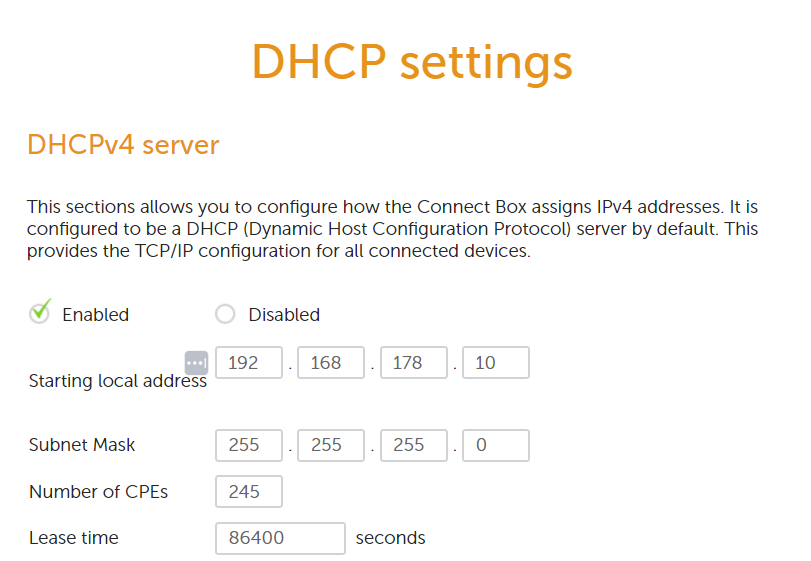 DHCP settings
DHCPv4 server
This sections allows you to configure how the Connect Box assigns IPv4 addresses. It is
configured to be a DHCP (Dynamic Host Configuration Protocol) server by default. This
provides the TCP/IP configuration for all connected devices.
Enabled Disabled
Starting local address 192 . 168 . 178 . 10
Subnet Mask 255 . 255 . 255 . 0
Number of CPEs 245
Lease time 86400 seconds